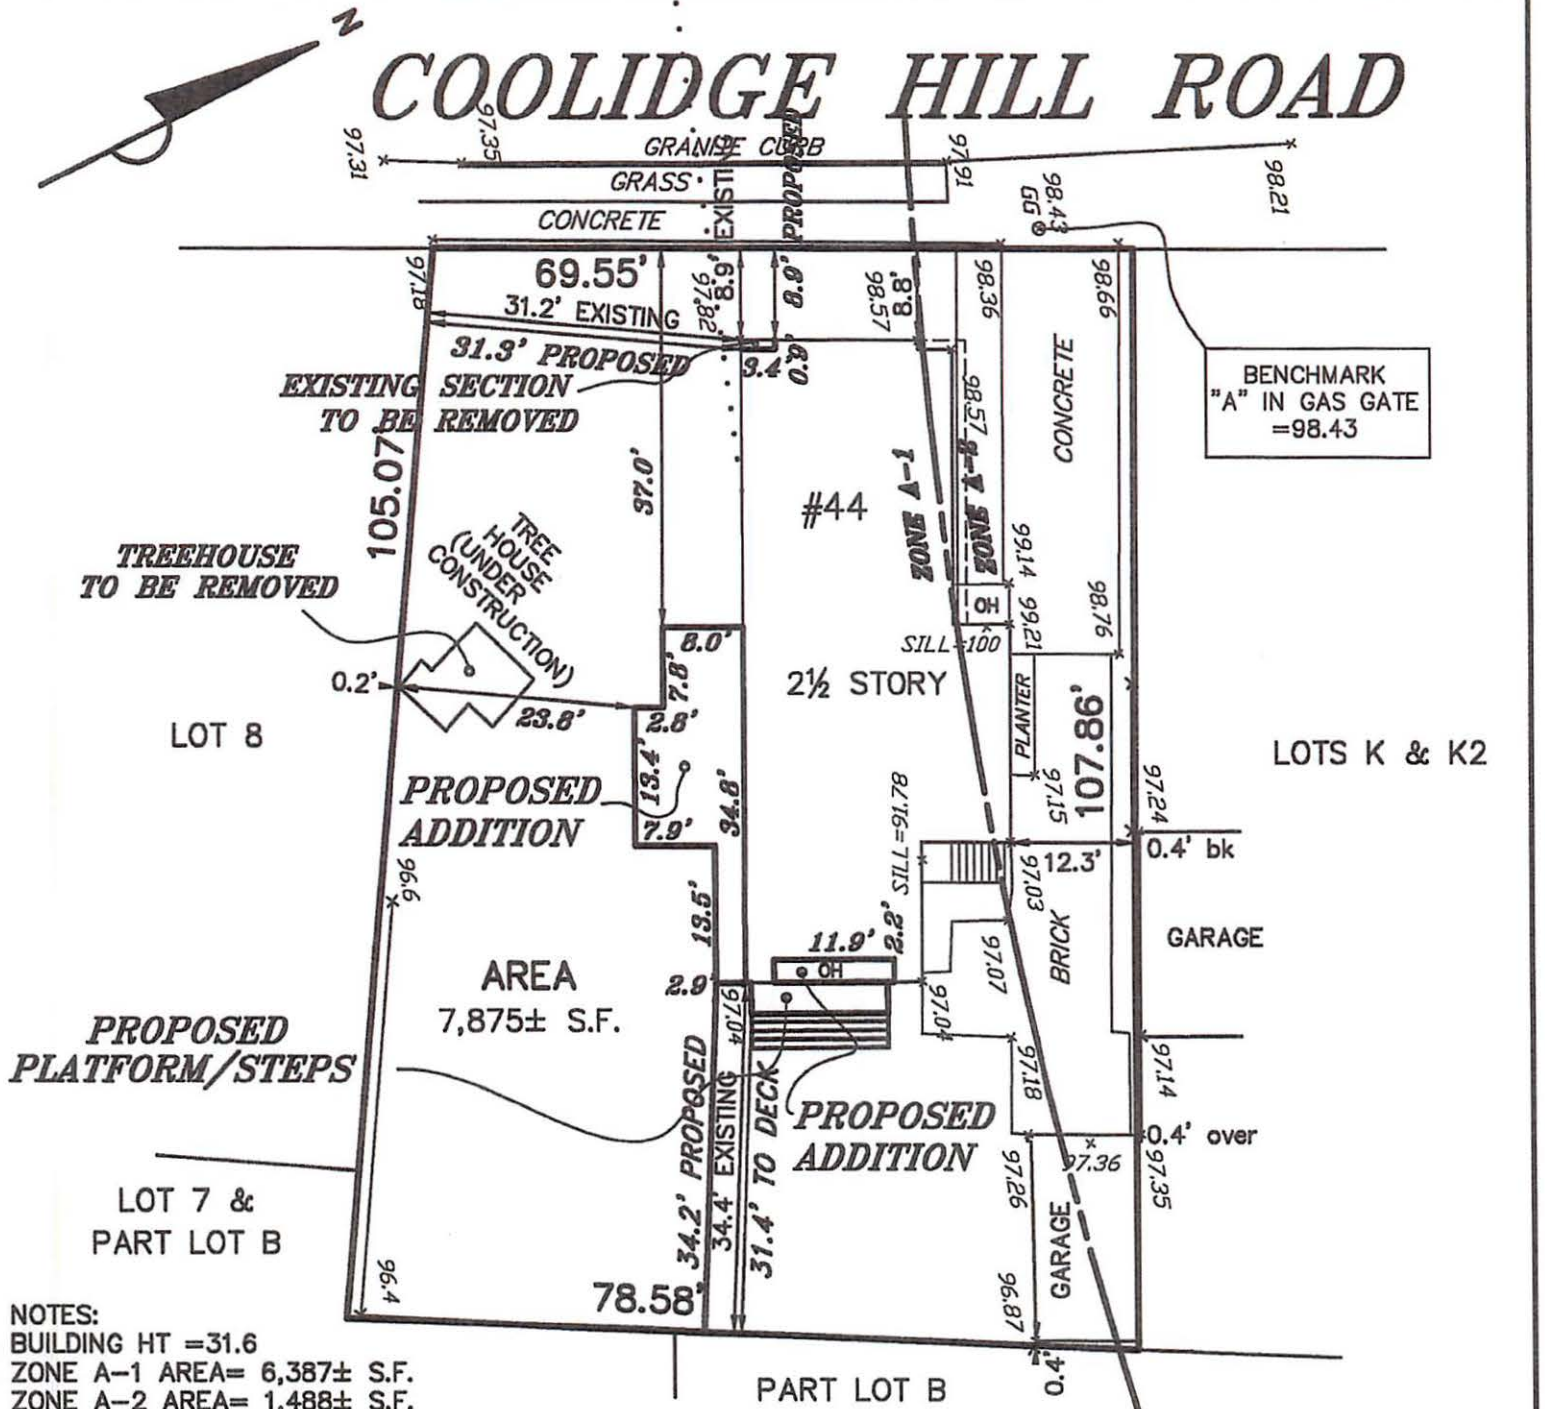 N
COOLIDGE HILL ROAD
97.31
97.35
GRANITE CURB
97.91
98.21
GRASS
EXISTING
PROPOSED
98.43
GG
CONCRETE
97.18
69.55'
97.82
8.9'
8.9'
98.57
8.8'
98.36
98.66
31.2' EXISTING
31.3' PROPOSED
3.4'
0.9'
EXISTING SECTION
TO BE REMOVED
98.57
CONCRETE
BENCHMARK
"A" IN GAS GATE
=98.43
105.07'
37.0'
#44
ZONE A-1
ZONE A-2
TREE
HOUSE
(UNDER
CONSTRUCTION)
TREEHOUSE
TO BE REMOVED
99.14
OH
99.21
98.76
SILL=100
8.0'
7.8'
0.2'
23.8'
2.8'
2½ STORY
PLANTER
107.86'
LOT 8
LOTS K & K2
13.4'
34.8'
97.15
97.24
PROPOSED
ADDITION
7.9'
SILL=91.78
12.3'
0.4' bk
96.6
97.03
13.5'
11.9'
2.2'
BRICK
GARAGE
OH
97.07
AREA
7,875± S.F.
2.9'
97.04
97.04
PROPOSED
PLATFORM/STEPS
97.18
97.14
PROPOSED
ADDITION
0.4' over
97.36
97.26
97.35
34.2' PROPOSED
34.4' EXISTING
31.4' TO DECK
LOT 7 &
PART LOT B
96.4
78.58'
96.87
GARAGE
0.4'
PART LOT B
NOTES:
BUILDING HT =31.6
ZONE A-1 AREA= 6,387± S.F.
ZONE A-2 AREA= 1,488± S.F.